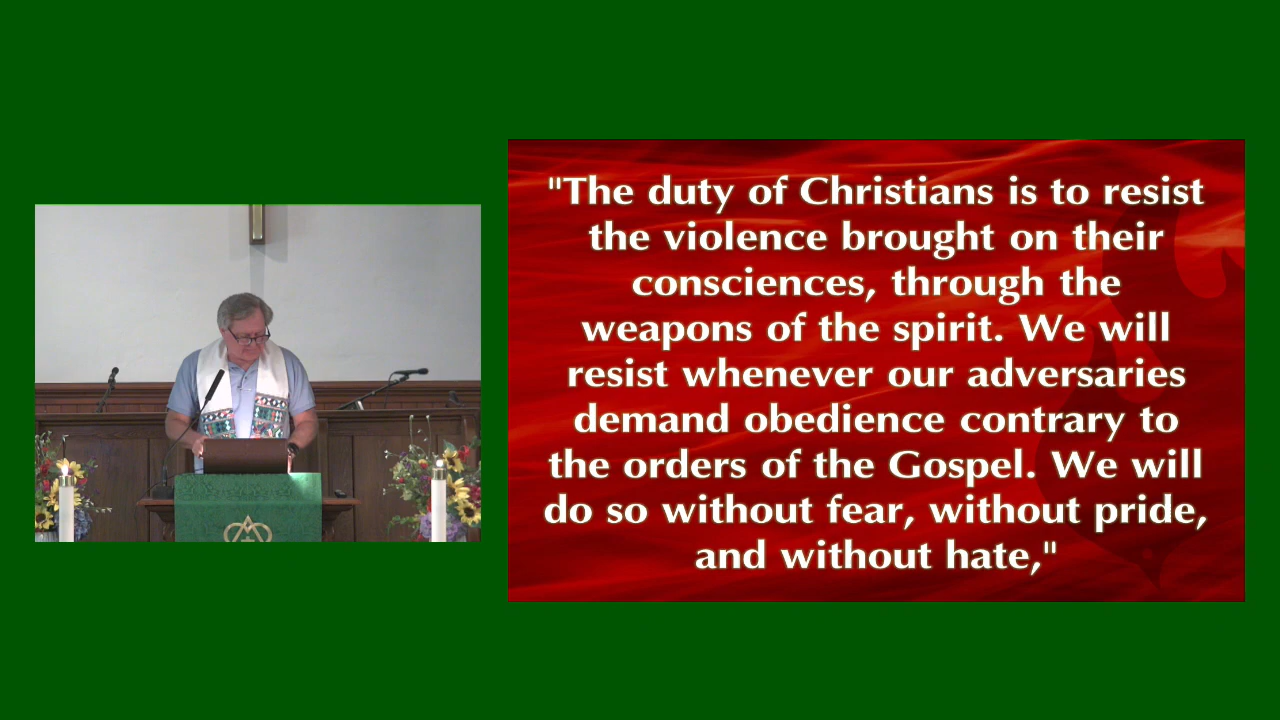 "The duty of Christians is to resist
the violence brought on their
consciences, through the
weapons of the spirit. We will
resist whenever our adversaries
demand obedience contrary to
the orders of the Gospel. We will
do so without fear, without pride,
and without hate,"